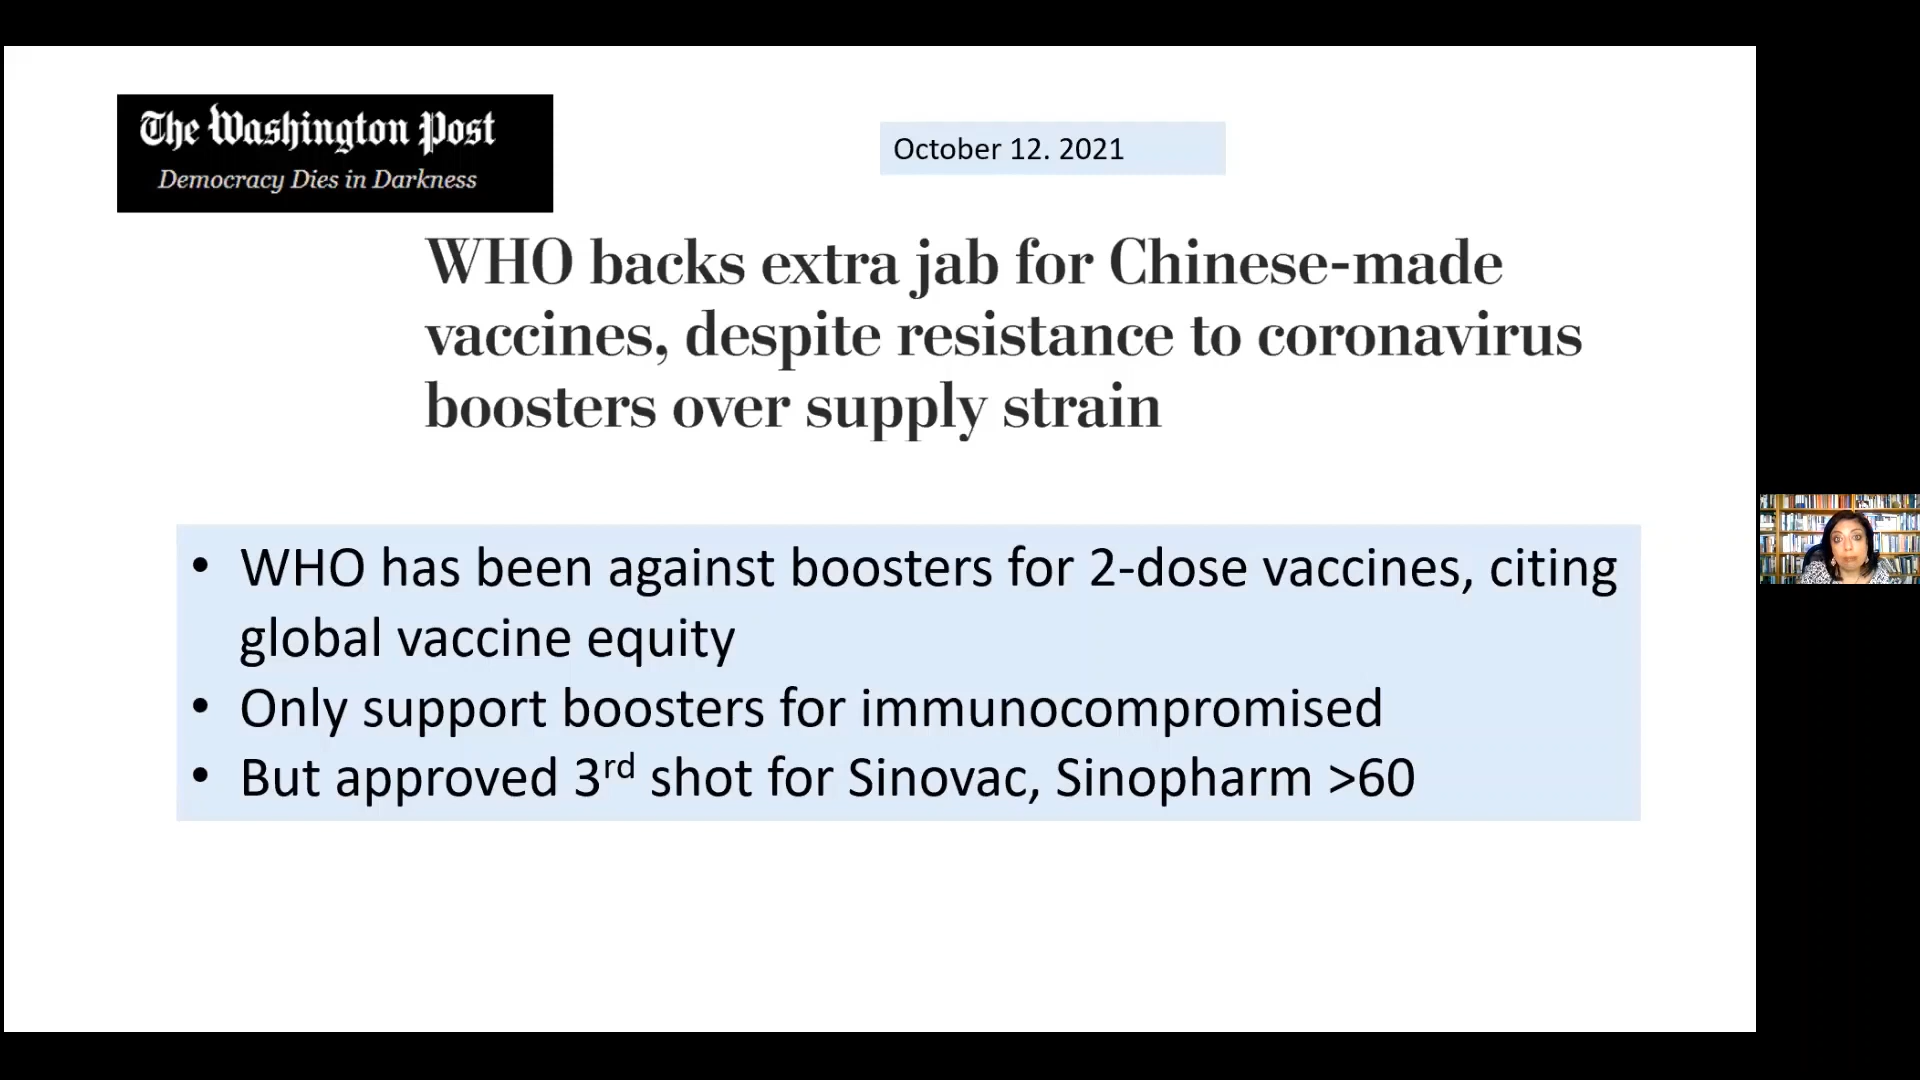 The Washington Post
Democracy Dies in Darkness
October 12. 2021
WHO backs extra jab for Chinese-made
vaccines, despite resistance to coronavirus
boosters over supply strain
• WHO has been against boosters for 2-dose vaccines, citing
global vaccine equity
• Only support boosters for immunocompromised
• But approved 3rd shot for Sinovac, Sinopharm >60